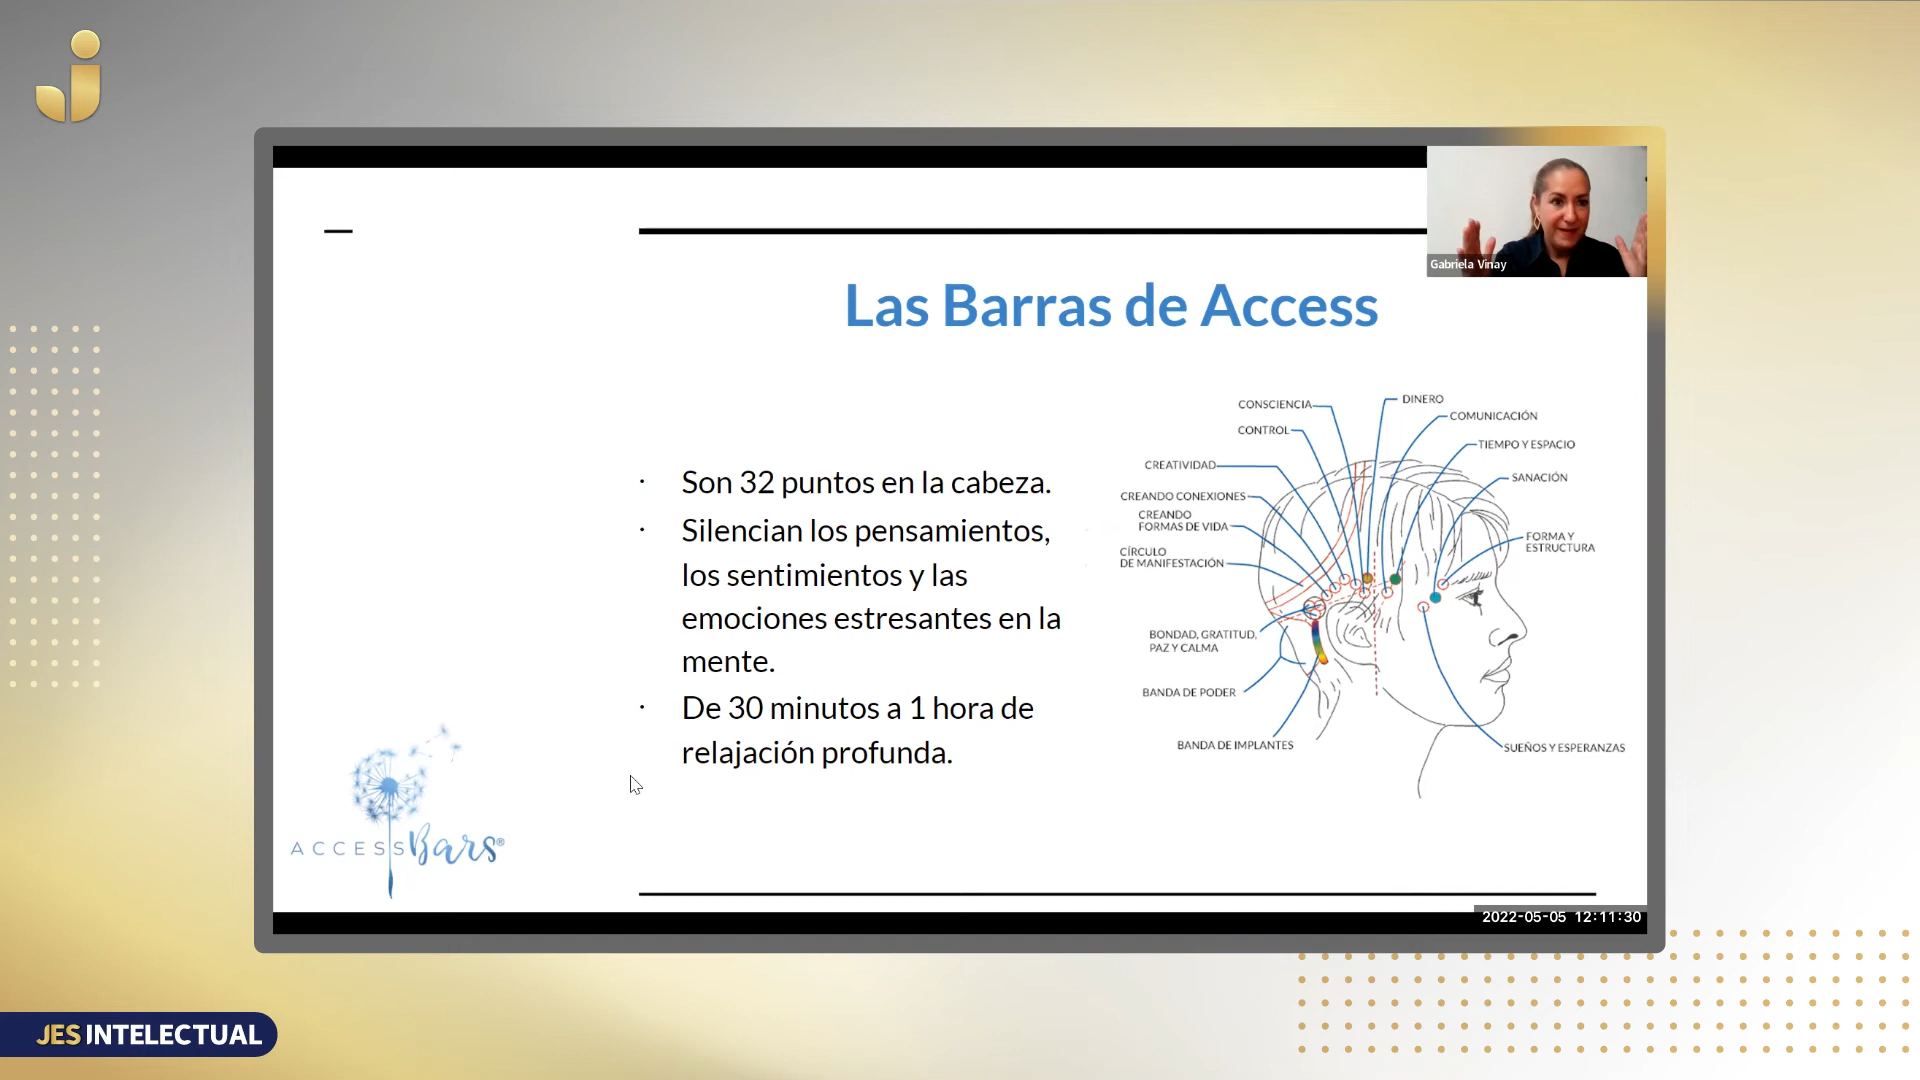 Gabriela Vinay
Las Barras de Access
· Son 32 puntos en la cabeza.
· Silencian los pensamientos,
los sentimientos y las
emociones estresantes en la
mente.
· De 30 minutos a 1 hora de
relajación profunda.
CONSCIENCIA
CONTROL
CREATIVIDAD
CREANDO CONEXIONES
CREANDO
FORMAS DE VIDA
CÍRCULO
DE MANIFESTACIÓN
BONDAD, GRATITUD,
PAZ Y CALMA
BANDA DE PODER
BANDA DE IMPLANTES
DINERO
COMUNICACIÓN
TIEMPO Y ESPACIO
SANACIÓN
FORMA Y
ESTRUCTURA
SUEÑOS Y ESPERANZAS
ACCESS Bars®
2022-05-05 12:11:30
JES INTELECTUAL